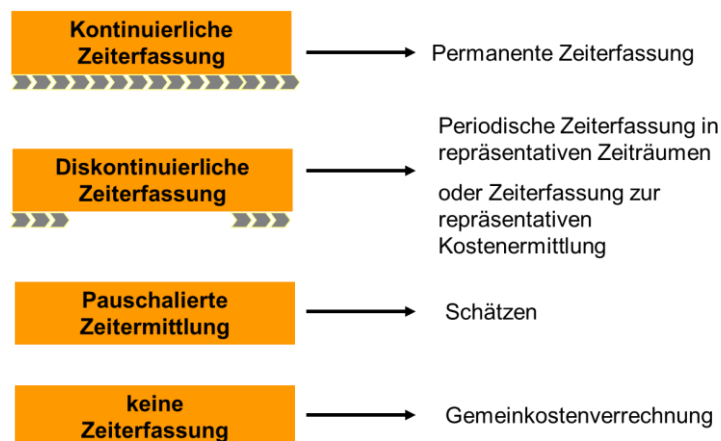 Kontinuierliche
Zeiterfassung
Permanente Zeiterfassung
Diskontinuierliche
Zeiterfassung
Periodische Zeiterfassung in
repräsentativen Zeiträumen
oder Zeiterfassung zur
repräsentativen
Kostenermittlung
Pauschalierte
Zeitermittlung
Schätzen
keine
Zeiterfassung
Gemeinkostenverrechnung